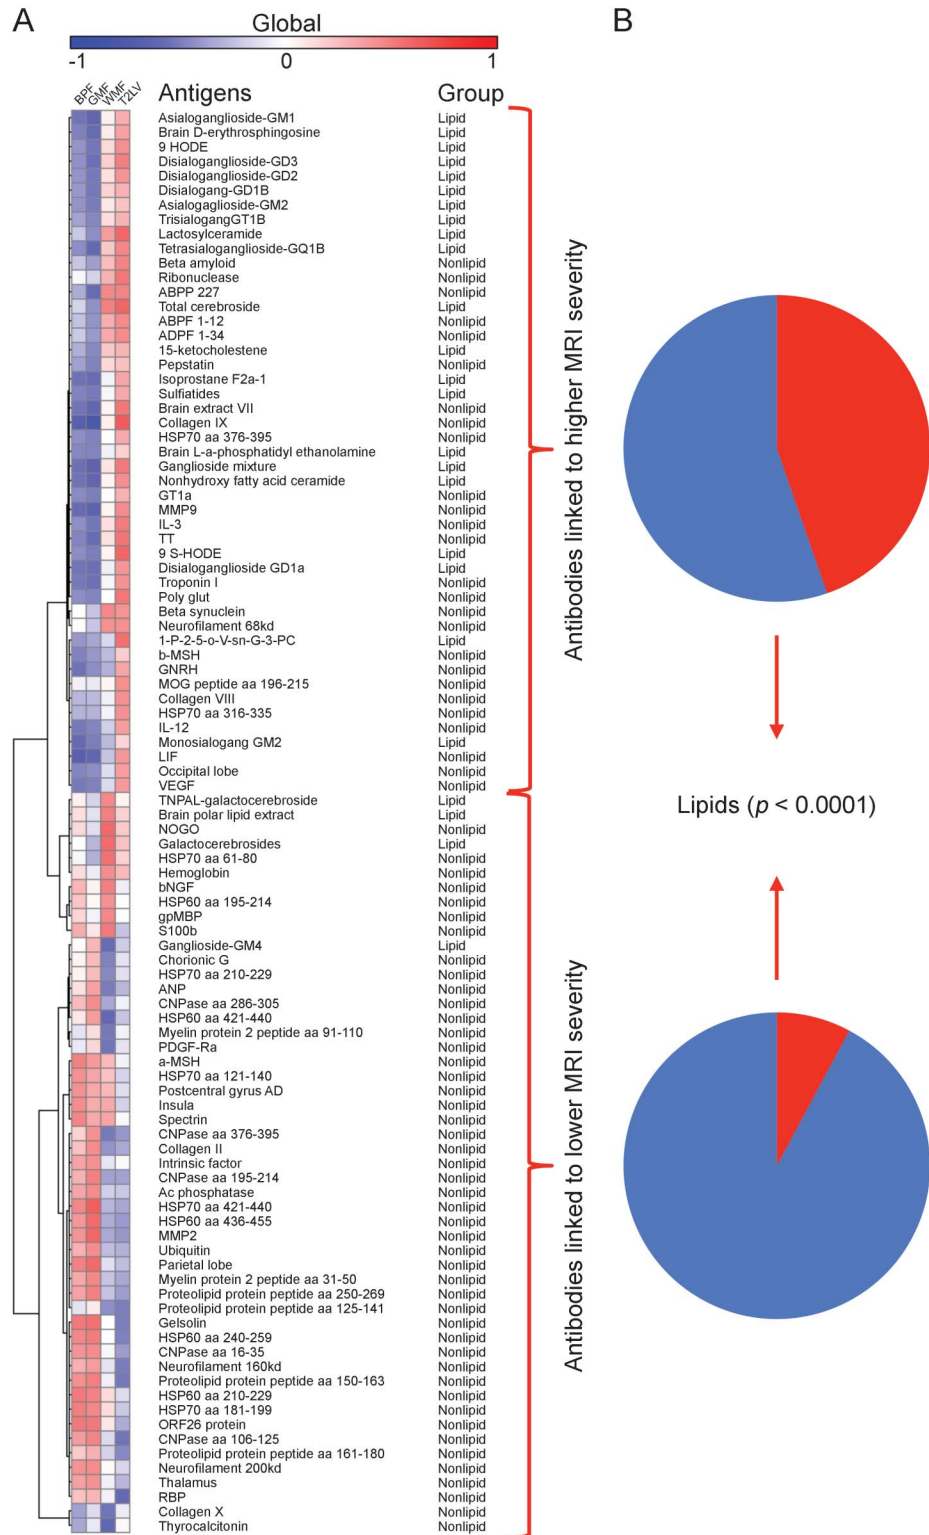 A
B
Global
-1 0 1
BPF GMF WMF T2LV
Antigens Group
Asialoganglioside-GM1 Lipid
Brain D-erythrosphingosine Lipid
9 HODE Lipid
Disialoganglioside-GD3 Lipid
Disialoganglioside-GD2 Lipid
Disialogang-GD1B Lipid
Asialogaglioside-GM2 Lipid
TrisialogangGT1B Lipid
Lactosylceramide Lipid
Tetrasialoganglioside-GQ1B Lipid
Beta amyloid Nonlipid
Ribonuclease Nonlipid
ABPP 227 Nonlipid
Total cerebroside Lipid
ABPF 1-12 Nonlipid
ADPF 1-34 Nonlipid
15-ketocholestene Lipid
Pepstatin Nonlipid
Isoprostane F2a-1 Lipid
Sulfiatides Lipid
Brain extract VII Nonlipid
Collagen IX Nonlipid
HSP70 aa 376-395 Nonlipid
Brain L-a-phosphatidyl ethanolamine Lipid
Ganglioside mixture Lipid
Nonhydroxy fatty acid ceramide Lipid
GT1a Nonlipid
MMP9 Nonlipid
IL-3 Nonlipid
TT Nonlipid
9 S-HODE Lipid
Disialoganglioside GD1a Lipid
Troponin I Nonlipid
Poly glut Nonlipid
Beta synuclein Nonlipid
Neurofilament 68kd Nonlipid
1-P-2-5-o-V-sn-G-3-PC Lipid
b-MSH Nonlipid
GNRH Nonlipid
MOG peptide aa 196-215 Nonlipid
Collagen VIII Nonlipid
HSP70 aa 316-335 Nonlipid
IL-12 Nonlipid
Monosialogang GM2 Lipid
LIF Nonlipid
Occipital lobe Nonlipid
VEGF Nonlipid
TNPAL-galactocerebroside Lipid
Brain polar lipid extract Lipid
NOGO Nonlipid
Galactocerebrosides Lipid
HSP70 aa 61-80 Nonlipid
Hemoglobin Nonlipid
bNGF Nonlipid
HSP60 aa 195-214 Nonlipid
gpMBP Nonlipid
S100b Nonlipid
Ganglioside-GM4 Lipid
Chorionic G Nonlipid
HSP70 aa 210-229 Nonlipid
ANP Nonlipid
CNPase aa 286-305 Nonlipid
HSP60 aa 421-440 Nonlipid
Myelin protein 2 peptide aa 91-110 Nonlipid
PDGF-Ra Nonlipid
a-MSH Nonlipid
HSP70 aa 121-140 Nonlipid
Postcentral gyrus AD Nonlipid
Insula Nonlipid
Spectrin Nonlipid
CNPase aa 376-395 Nonlipid
Collagen II Nonlipid
Intrinsic factor Nonlipid
CNPase aa 195-214 Nonlipid
Ac phosphatase Nonlipid
HSP70 aa 421-440 Nonlipid
HSP60 aa 436-455 Nonlipid
MMP2 Nonlipid
Ubiquitin Nonlipid
Parietal lobe Nonlipid
Myelin protein 2 peptide aa 31-50 Nonlipid
Proteolipid protein peptide aa 250-269 Nonlipid
Proteolipid protein peptide aa 125-141 Nonlipid
Gelsolin Nonlipid
HSP60 aa 240-259 Nonlipid
CNPase aa 16-35 Nonlipid
Neurofilament 160kd Nonlipid
Proteolipid protein peptide aa 150-163 Nonlipid
HSP60 aa 210-229 Nonlipid
HSP70 aa 181-199 Nonlipid
ORF26 protein Nonlipid
CNPase aa 106-125 Nonlipid
Proteolipid protein peptide aa 161-180 Nonlipid
Neurofilament 200kd Nonlipid
Thalamus Nonlipid
RBP Nonlipid
Collagen X Nonlipid
Thyrocalcitonin Nonlipid
Antibodies linked to higher MRI severity
Lipids (p < 0.0001)
Antibodies linked to lower MRI severity